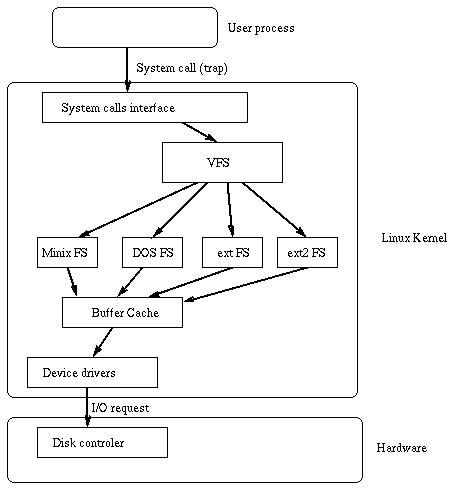 User process
System call (trap)
System calls interface
VFS
Linux Kernel
Minix FS
DOS FS
ext FS
ext2 FS
Buffer Cache
Device drivers
I/O request
Disk controler
Hardware